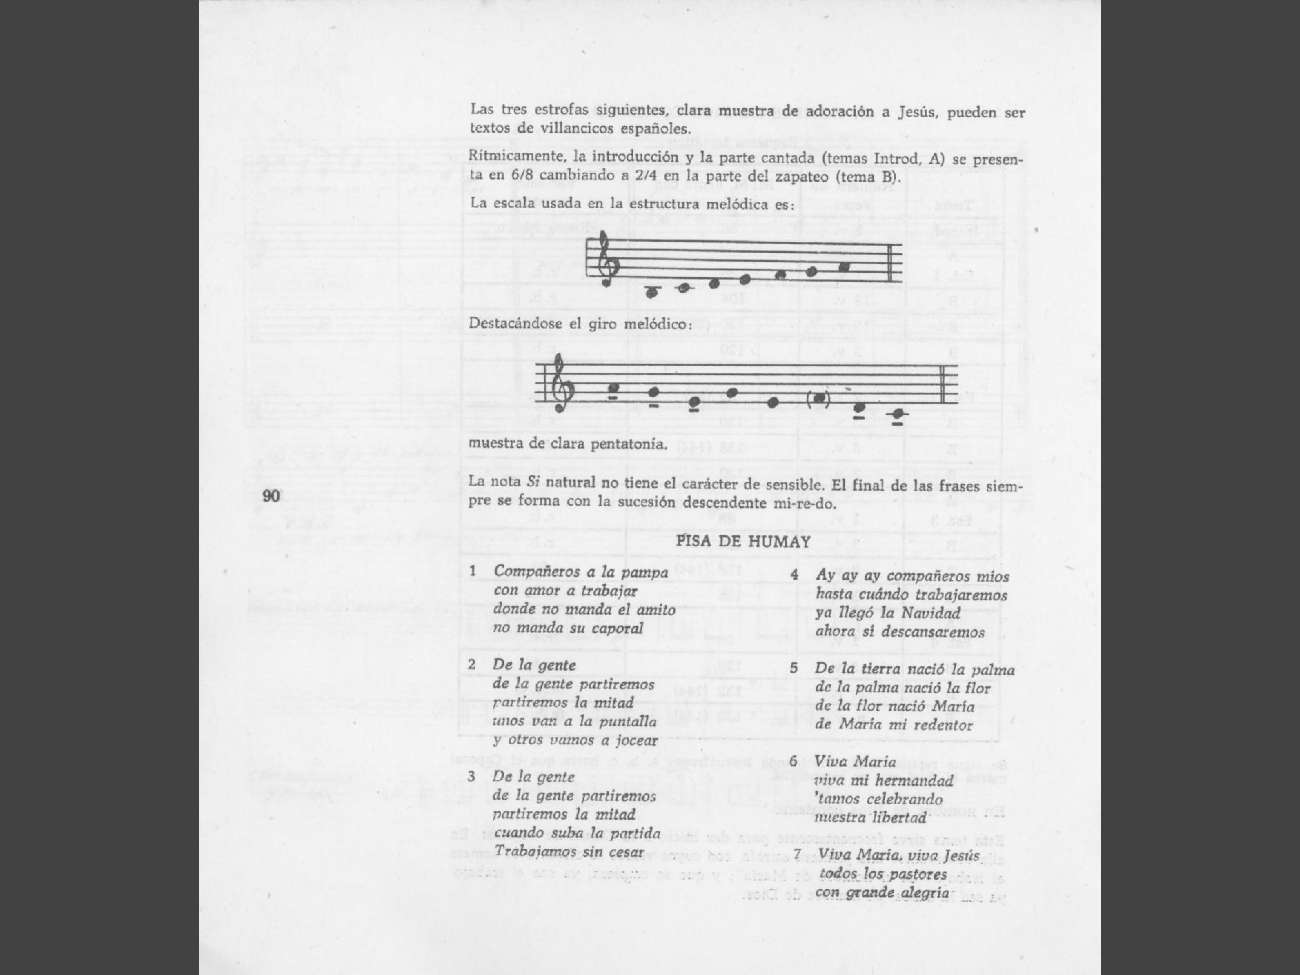 Las tres estrofas siguientes, clara muestra de adoración a Jesús, pueden ser
textos de villancicos españoles.
Rítmicamente, la introducción y la parte cantada (temas Introd, A) se presen-
ta en 6/8 cambiando a 2/4 en la parte del zapateo (tema B).
La escala usada en la estructura melódica es:
Destacándose el giro melódico:
muestra de clara pentatonía.
La nota Si natural no tiene el carácter de sensible. El final de las frases siem-
pre se forma con la sucesión descendente mi-re-do.
90
PISA DE HUMAY
1 Compañeros a la pampa
con amor a trabajar
donde no manda el amito
no manda su caporal
2 De la gente
de la gente partiremos
partiremos la mitad
unos van a la puntalla
y otros vamos a jocear
3 De la gente
de la gente partiremos
partiremos la mitad
cuando suba la partida
Trabajamos sin cesar
4 Ay ay ay compañeros mios
hasta cuándo trabajaremos
ya llegó la Navidad
ahora sí descansaremos
5 De la tierra nació la palma
de la palma nació la flor
de la flor nació María
de María mi redentor
6 Viva María
viva mi hermandad
'tamos celebrando
nuestra libertad
7 Viva María, viva Jesús
todos los pastores
con grande alegría